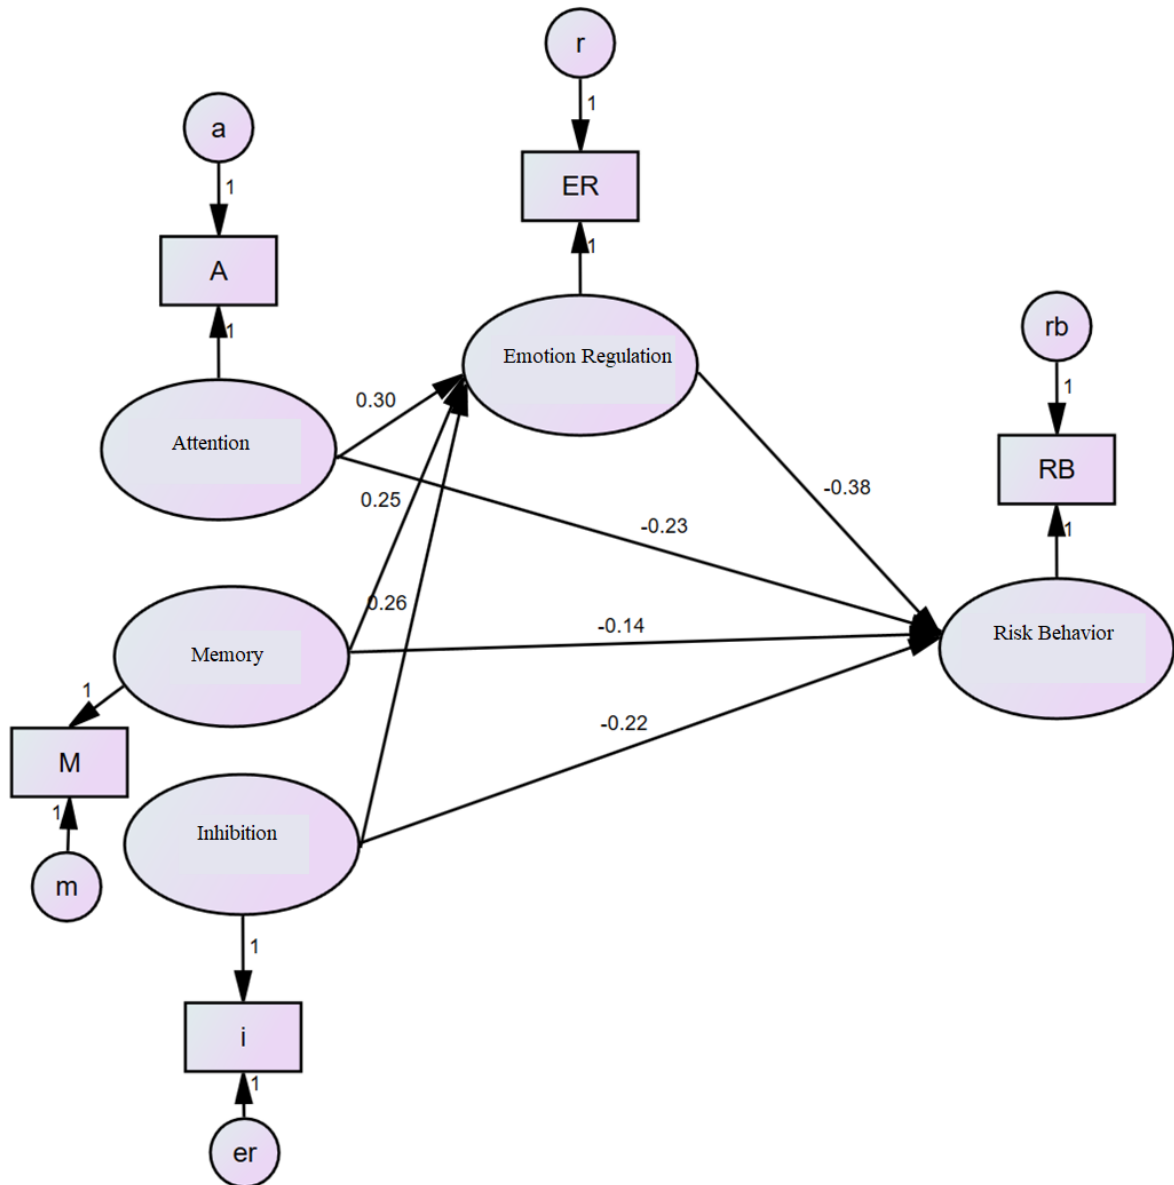 r
1
a
ER
1
1
A
1
Emotion Regulation
rb
1
0.30
RB
Attention
-0.38
0.25
-0.23
1
0.26
-0.14
Risk Behavior
Memory
1
-0.22
M
1
Inhibition
m
1
i
1
er